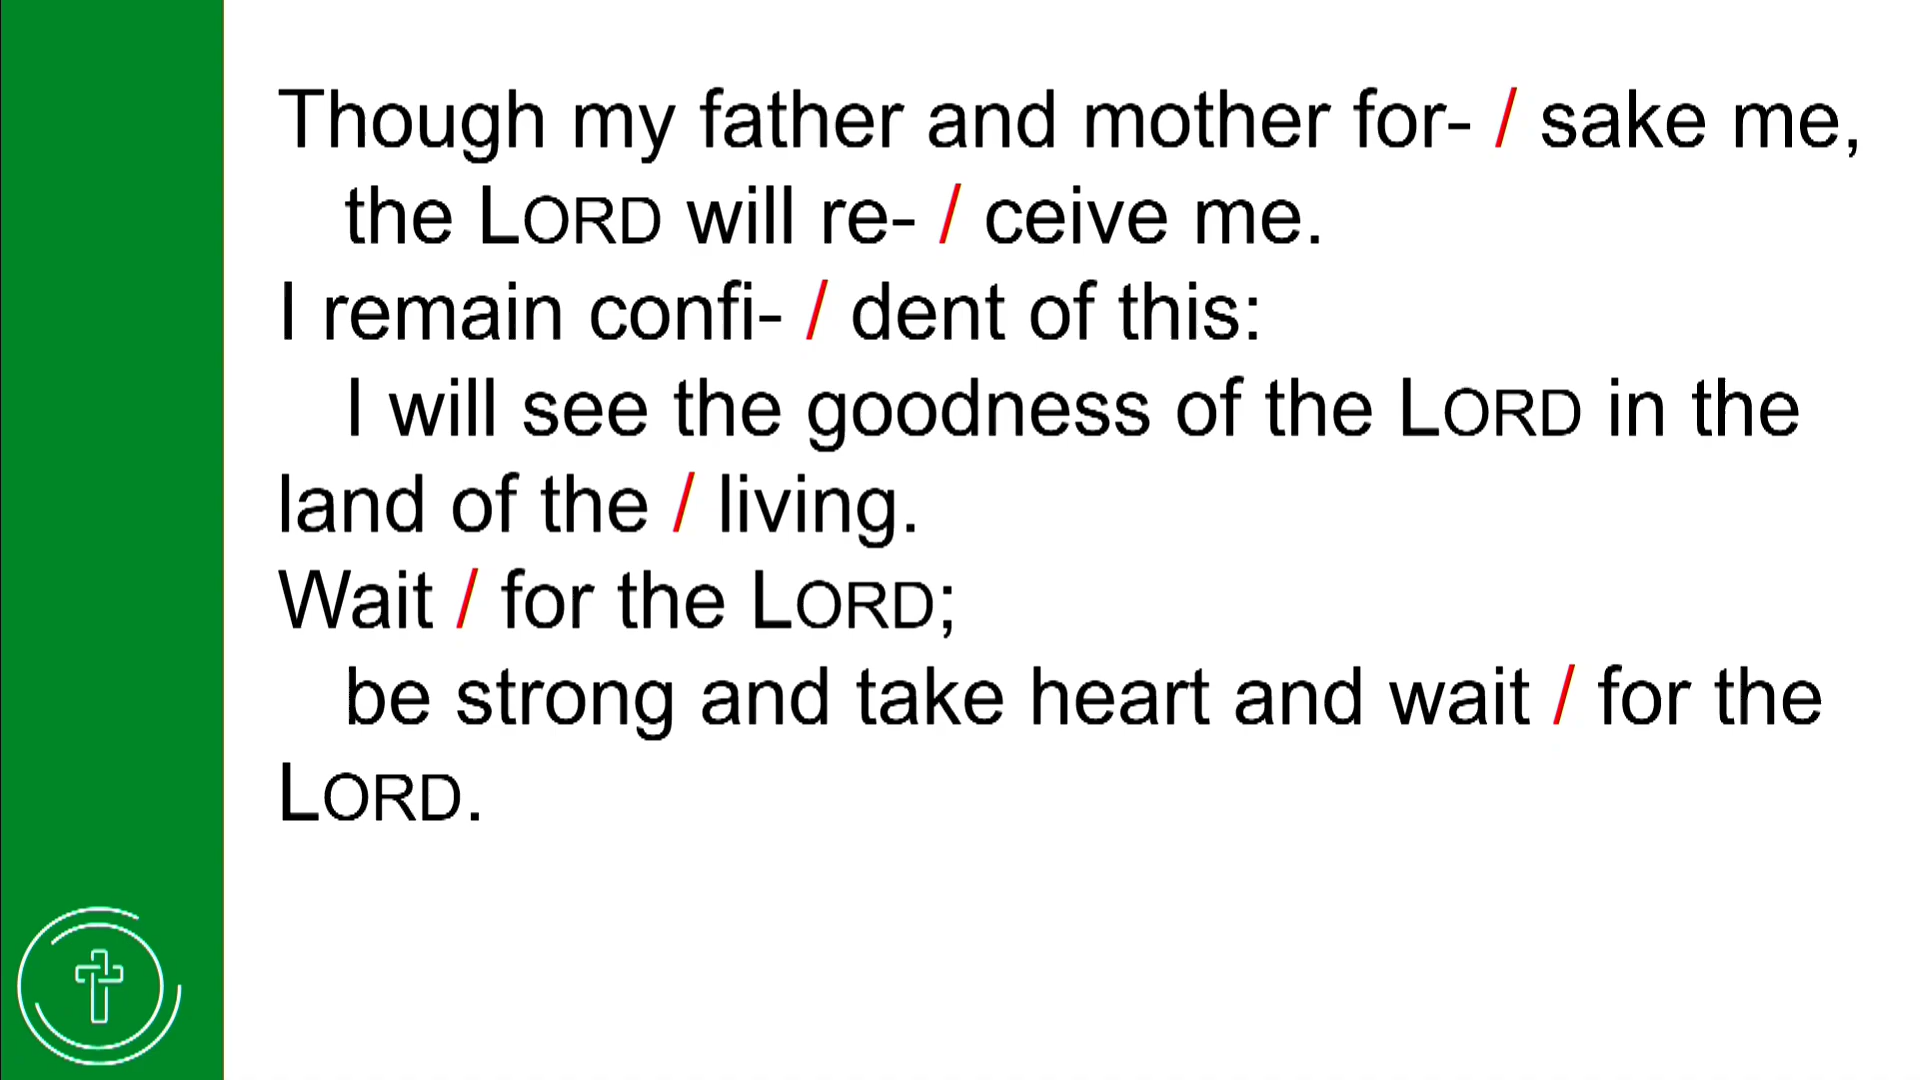 Though my father and mother for- / sake me,
the LORD will re- / ceive me.
I remain confi- / dent of this:
I will see the goodness of the LORD in the
land of the / living.
Wait / for the LORD;
be strong and take heart and wait / for the
LORD.